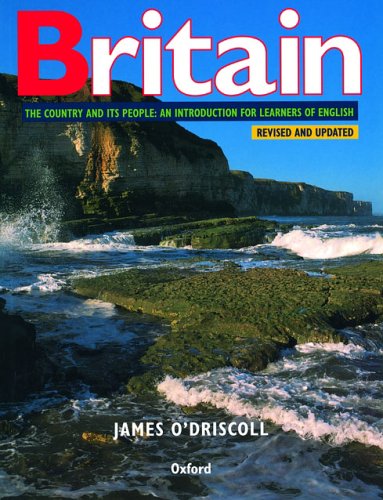 Britain
THE COUNTRY AND ITS PEOPLE: AN INTRODUCTION FOR LEARNERS OF ENGLISH
REVISED AND UPDATED
JAMES O'DRISCOLL
Oxford